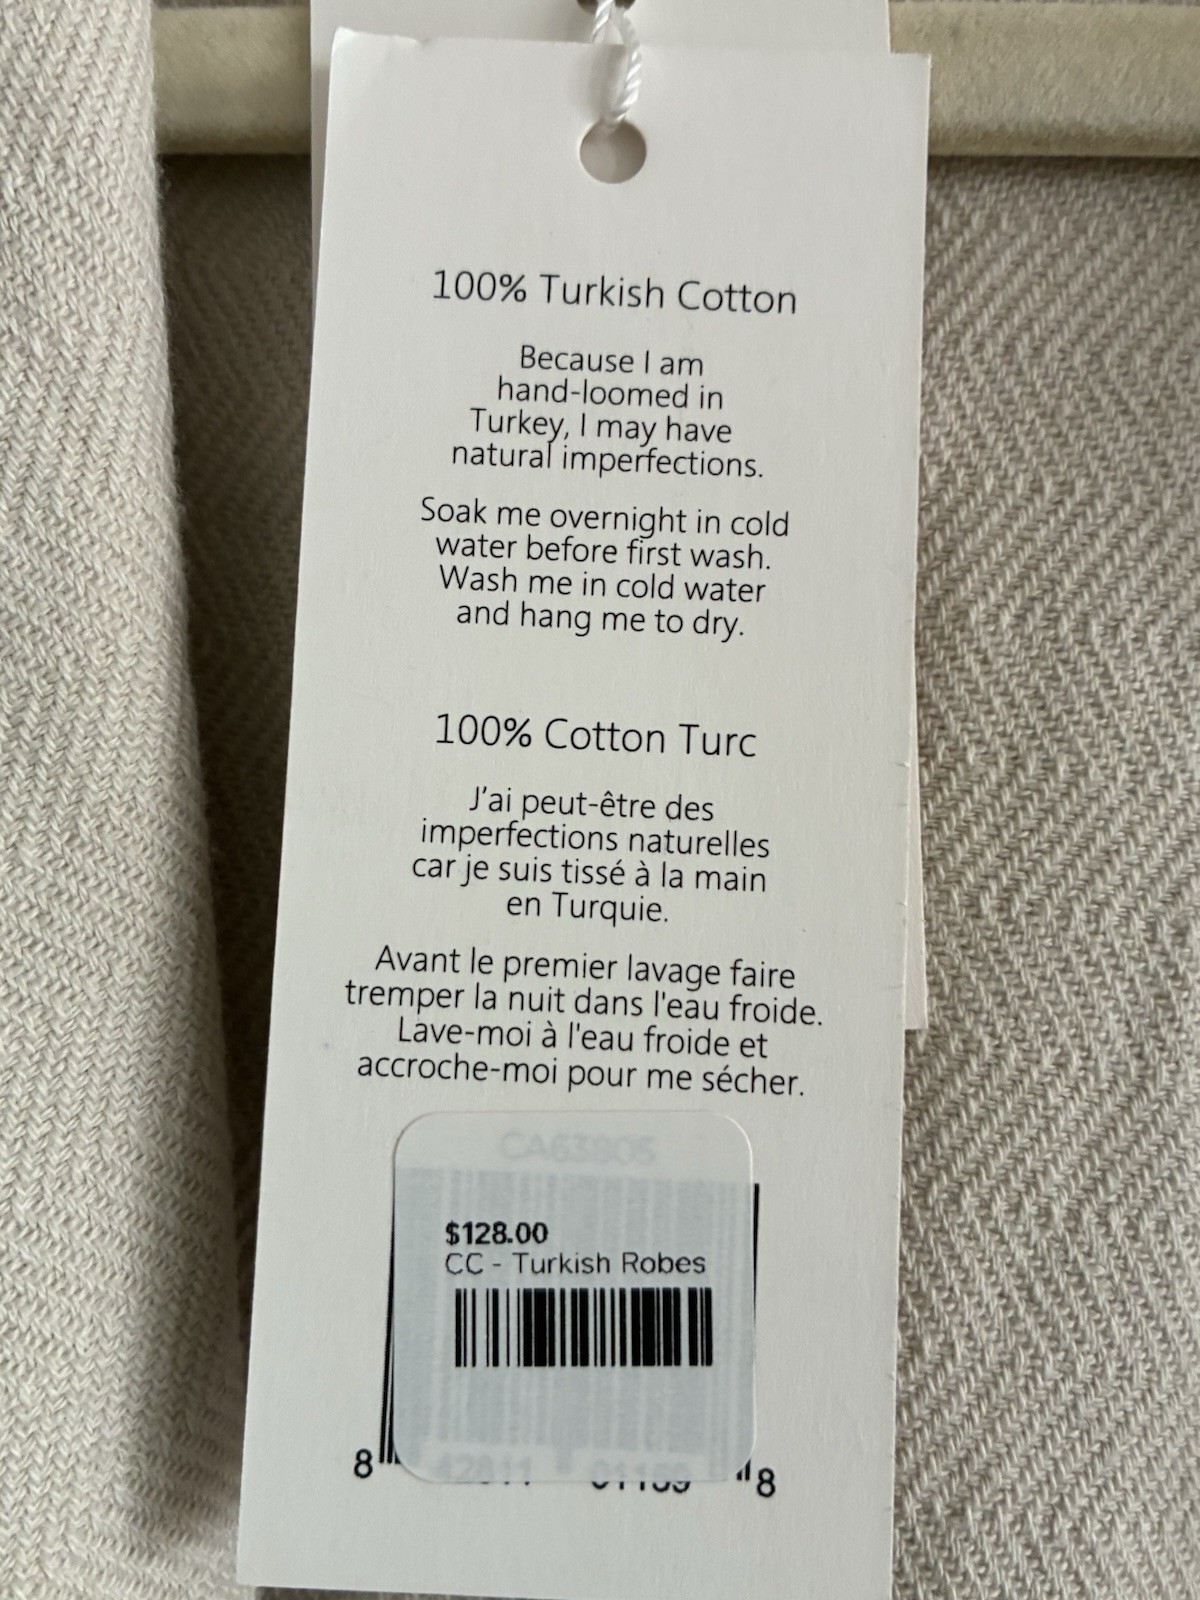 100% Turkish Cotton
Because I am
hand-loomed in
Turkey, I may have
natural imperfections.
Soak me overnight in cold
water before first wash.
Wash me in cold water
and hang me to dry.
100% Cotton Turc
J'ai peut-être des
imperfections naturelles
car je suis tissé à la main
en Turquie.
Avant le premier lavage faire
tremper la nuit dans l'eau froide.
Lave-moi à l'eau froide et
accroche-moi pour me sécher.
CA63805
$128.00
CC - Turkish Robes
8 42811 01159 8